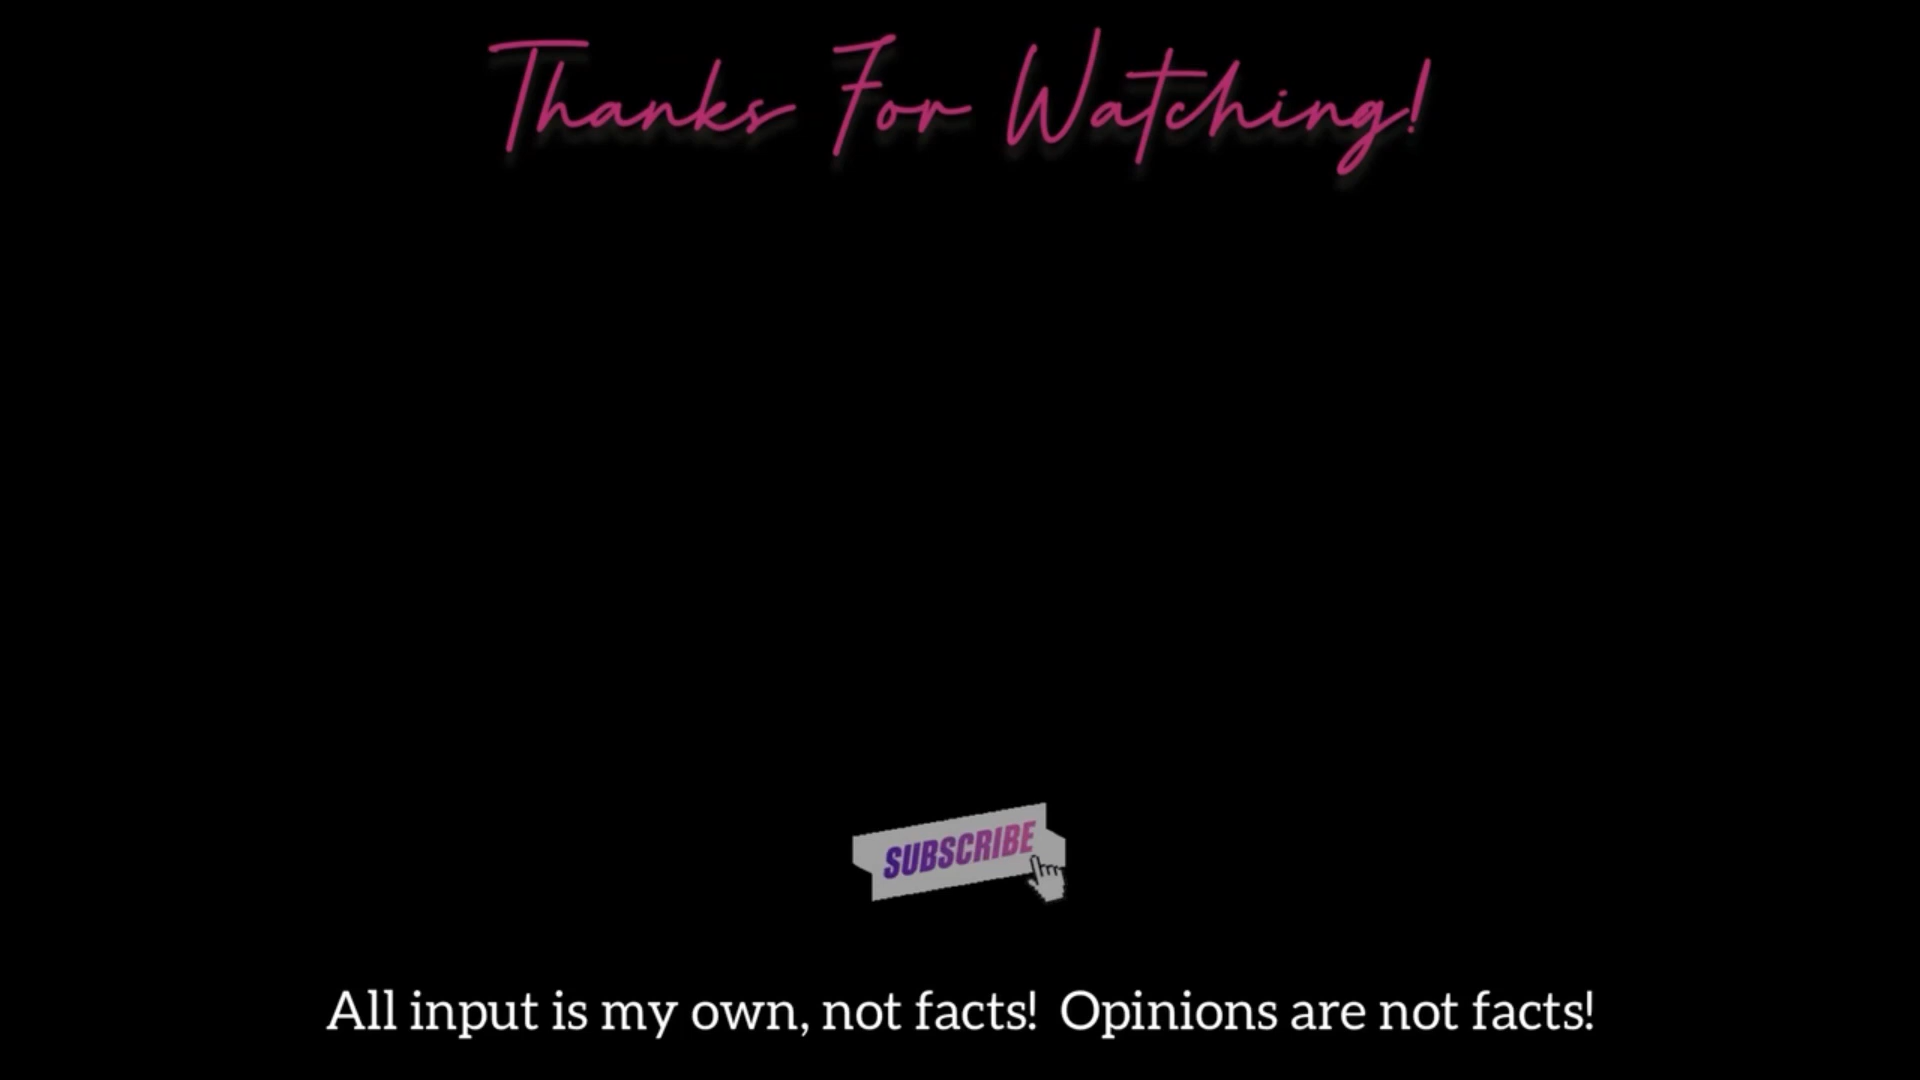 Thanks For Watching!
SUBSCRIBE
All input is my own, not facts! Opinions are not facts!